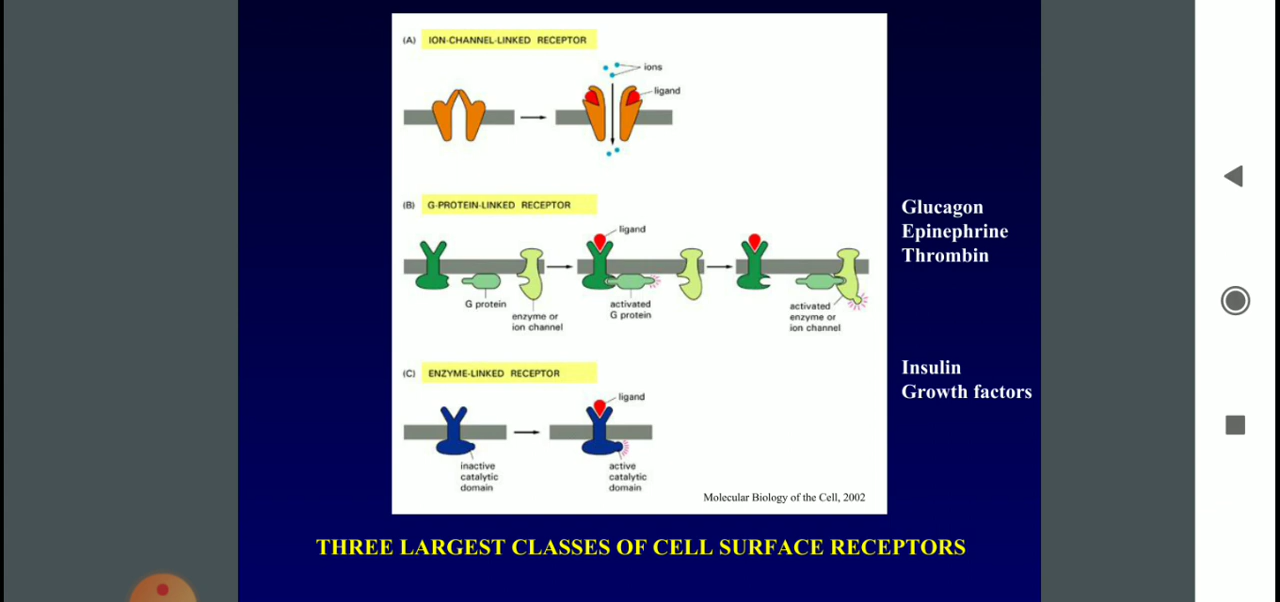 (A) ION-CHANNEL-LINKED RECEPTOR
ions
ligand
(B) G-PROTEIN-LINKED RECEPTOR
ligand
G protein
enzyme or
ion channel
activated
G protein
activated
enzyme or
ion channel
Glucagon
Epinephrine
Thrombin
(C) ENZYME-LINKED RECEPTOR
ligand
inactive
catalytic
domain
active
catalytic
domain
Insulin
Growth factors
Molecular Biology of the Cell, 2002
THREE LARGEST CLASSES OF CELL SURFACE RECEPTORS